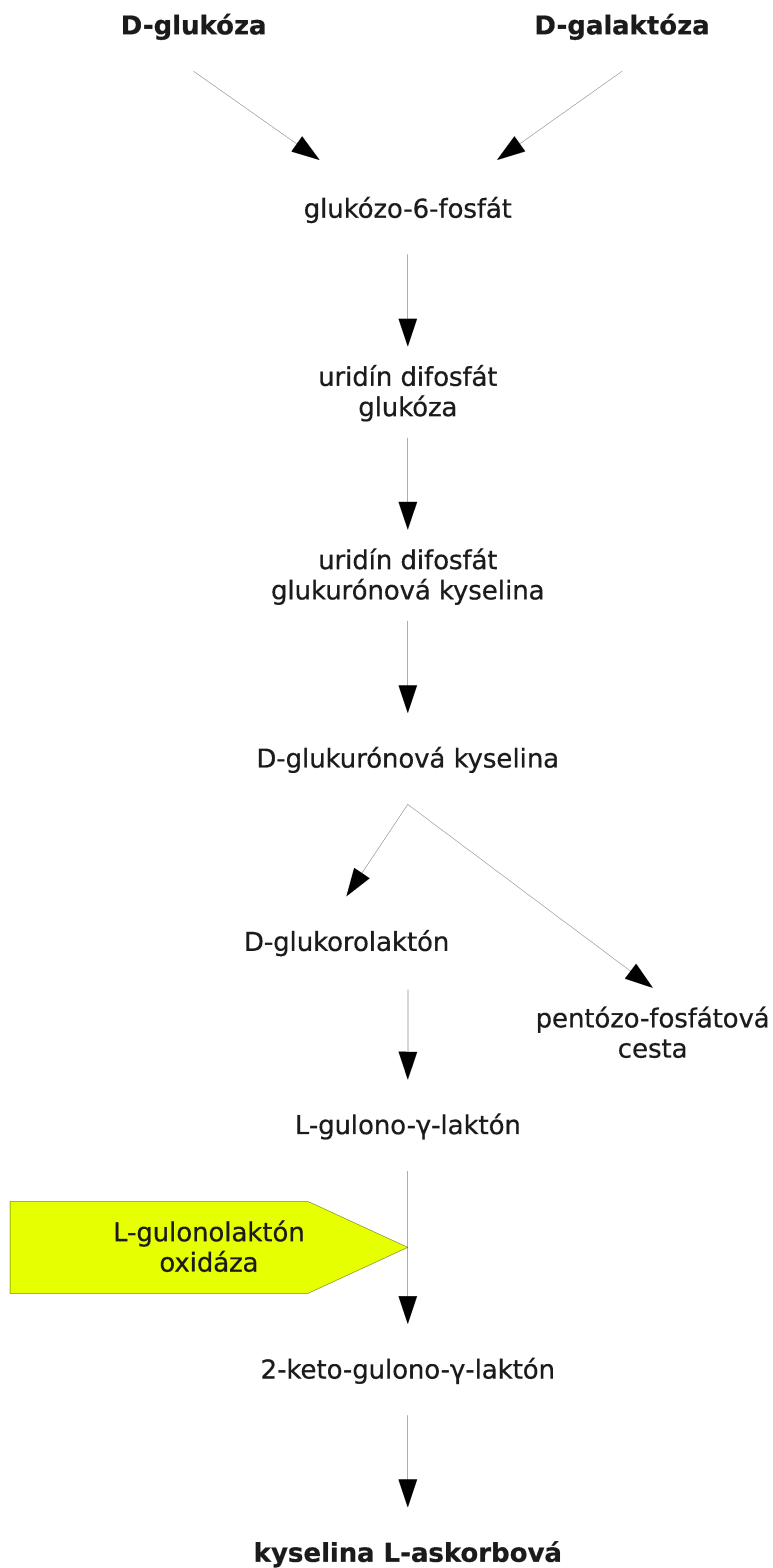 D-glukóza
D-galaktóza
glukózo-6-fosfát
uridín difosfát
glukóza
uridín difosfát
glukurónová kyselina
D-glukurónová kyselina
D-glukorolaktón
pentózo-fosfátová
cesta
L-gulono-γ-laktón
L-gulonolaktón
oxidáza
2-keto-gulono-γ-laktón
kyselina L-askorbová